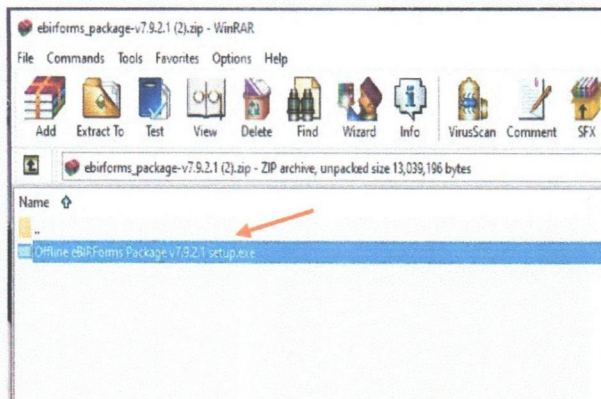 ebirforms_package-v7.9.2.1 (2).zip - WinRAR
File Commands Tools Favorites Options Help
Add Extract To Test View Delete Find Wizard Info VirusScan Comment SFX
ebirforms_package-v7.9.2.1 (2).zip - ZIP archive, unpacked size 13,039,196 bytes
Name
..
Offline eBIRForms Package v7.9.2.1 setup.exe